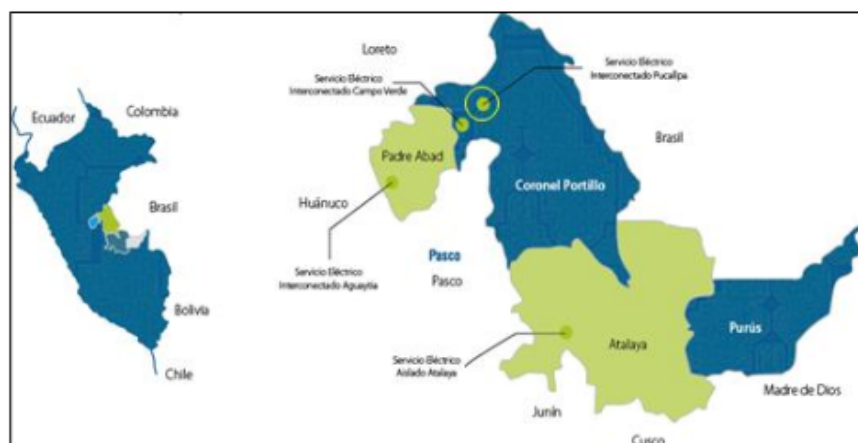 Ecuador
Colombia
Brasil
Bolivia
Chile
Loreto
Servicio Eléctrico
Interconectado Campo Verde
Servicio Eléctrico
Interconectado Pucallpa
Brasil
Padre Abad
Coronel Portillo
Huánuco
Pasco
Pasco
Servicio Eléctrico
Interconectado Aguaytia
Servicio Eléctrico
Aislado Atalaya
Atalaya
Purús
Madre de Dios
Junín
Cusco